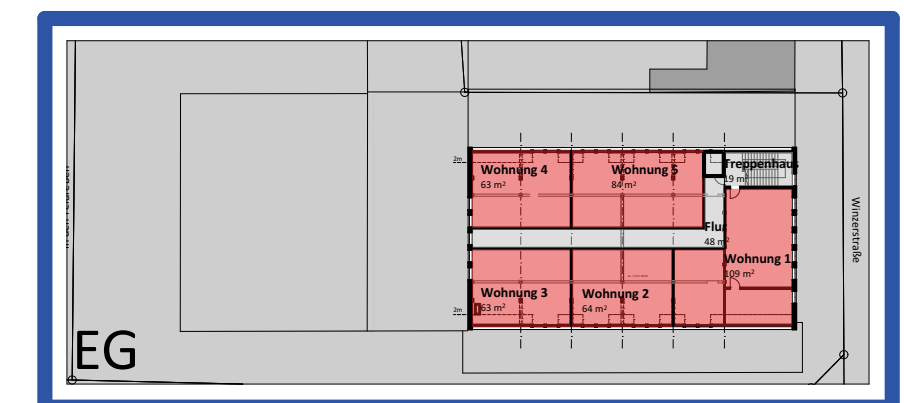 2m
Wohnung 4
63 m²
Wohnung 5
84 m²
Treppenhaus
19 m²
Flur
48 m²
Wohnung 1
109 m²
Wohnung 3
63 m²
Wohnung 2
64 m²
2m
Winzerstraße
EG